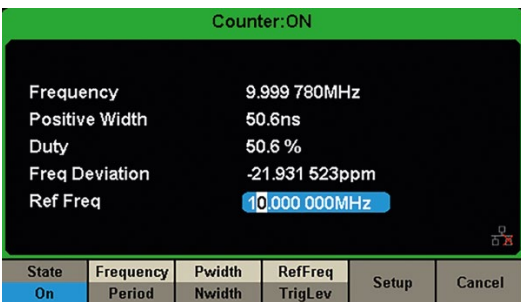 Counter:ON
Frequency 9.999 780MHz
Positive Width 50.6ns
Duty 50.6 %
Freq Deviation -21.931 523ppm
Ref Freq 10.000 000MHz
State Frequency Pwidth RefFreq Setup Cancel
On Period Nwidth TrigLev